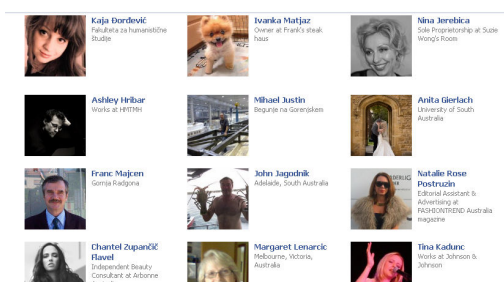 Kaja Đorđević
Fakulteta za humanistične
študije
Ivanka Matjaz
Owner at Frank's steak
haus
Nina Jerebica
Sole Proprietorship at Suzie
Wong's Room
Ashley Hribar
Works at HMTMH
Mihael Justin
Begunje na Gorenjskem
Anita Gierlach
University of South
Australia
Franc Majcen
Gornja Radgona
John Jagodnik
Adelaide, South Australia
Natalie Rose
Postruzin
Editorial Assistant &
Advertising at
FASHIONTREND Australia
magazine
Chantel Zupančič
Flavel
Independent Beauty
Consultant at Arbonne
Margaret Lenarcic
Melbourne, Victoria,
Australia
Tina Kadunc
Works at Johnson &
Johnson